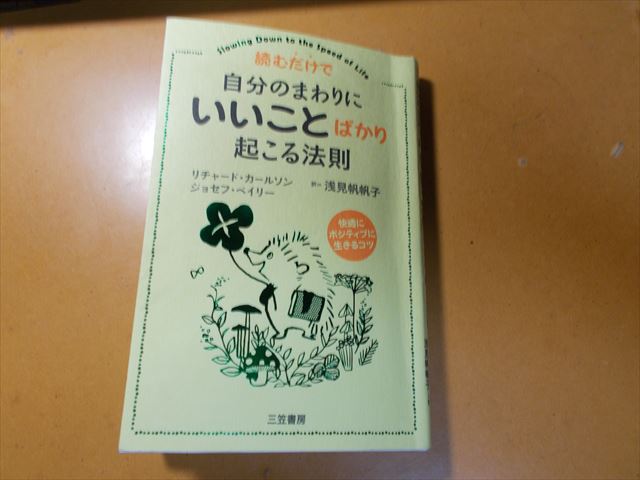 Slowing Down to the Speed of Life
読むだけで
自分のまわりに
いいことばかり
起こる法則
リチャード・カールソン
ジョセフ・ベイリー
訳●浅見帆帆子
快適に
ポジティブに
生きるコツ
三笠書房